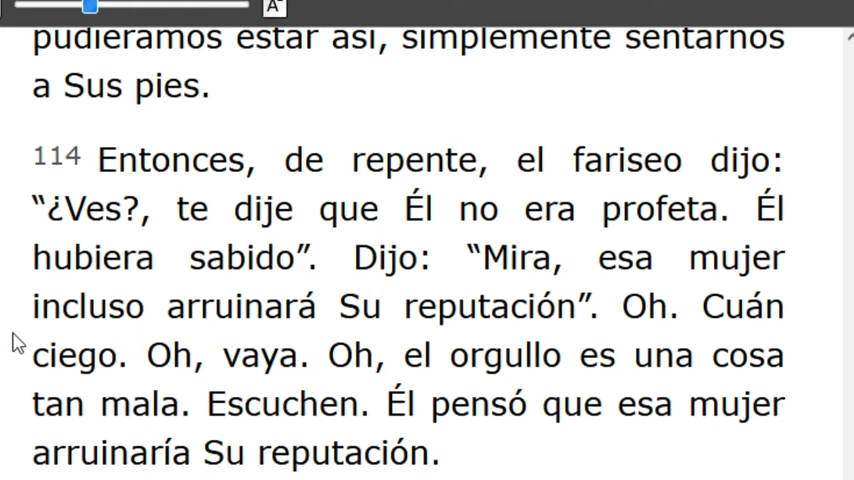 A
pudiéramos estar así, simplemente sentarnos
a Sus pies.
114 Entonces, de repente, el fariseo dijo:
“¿Ves?, te dije que Él no era profeta. Él
hubiera sabido”. Dijo: “Mira, esa mujer
incluso arruinará Su reputación”. Oh. Cuán
ciego. Oh, vaya. Oh, el orgullo es una cosa
tan mala. Escuchen. Él pensó que esa mujer
arruinaría Su reputación.